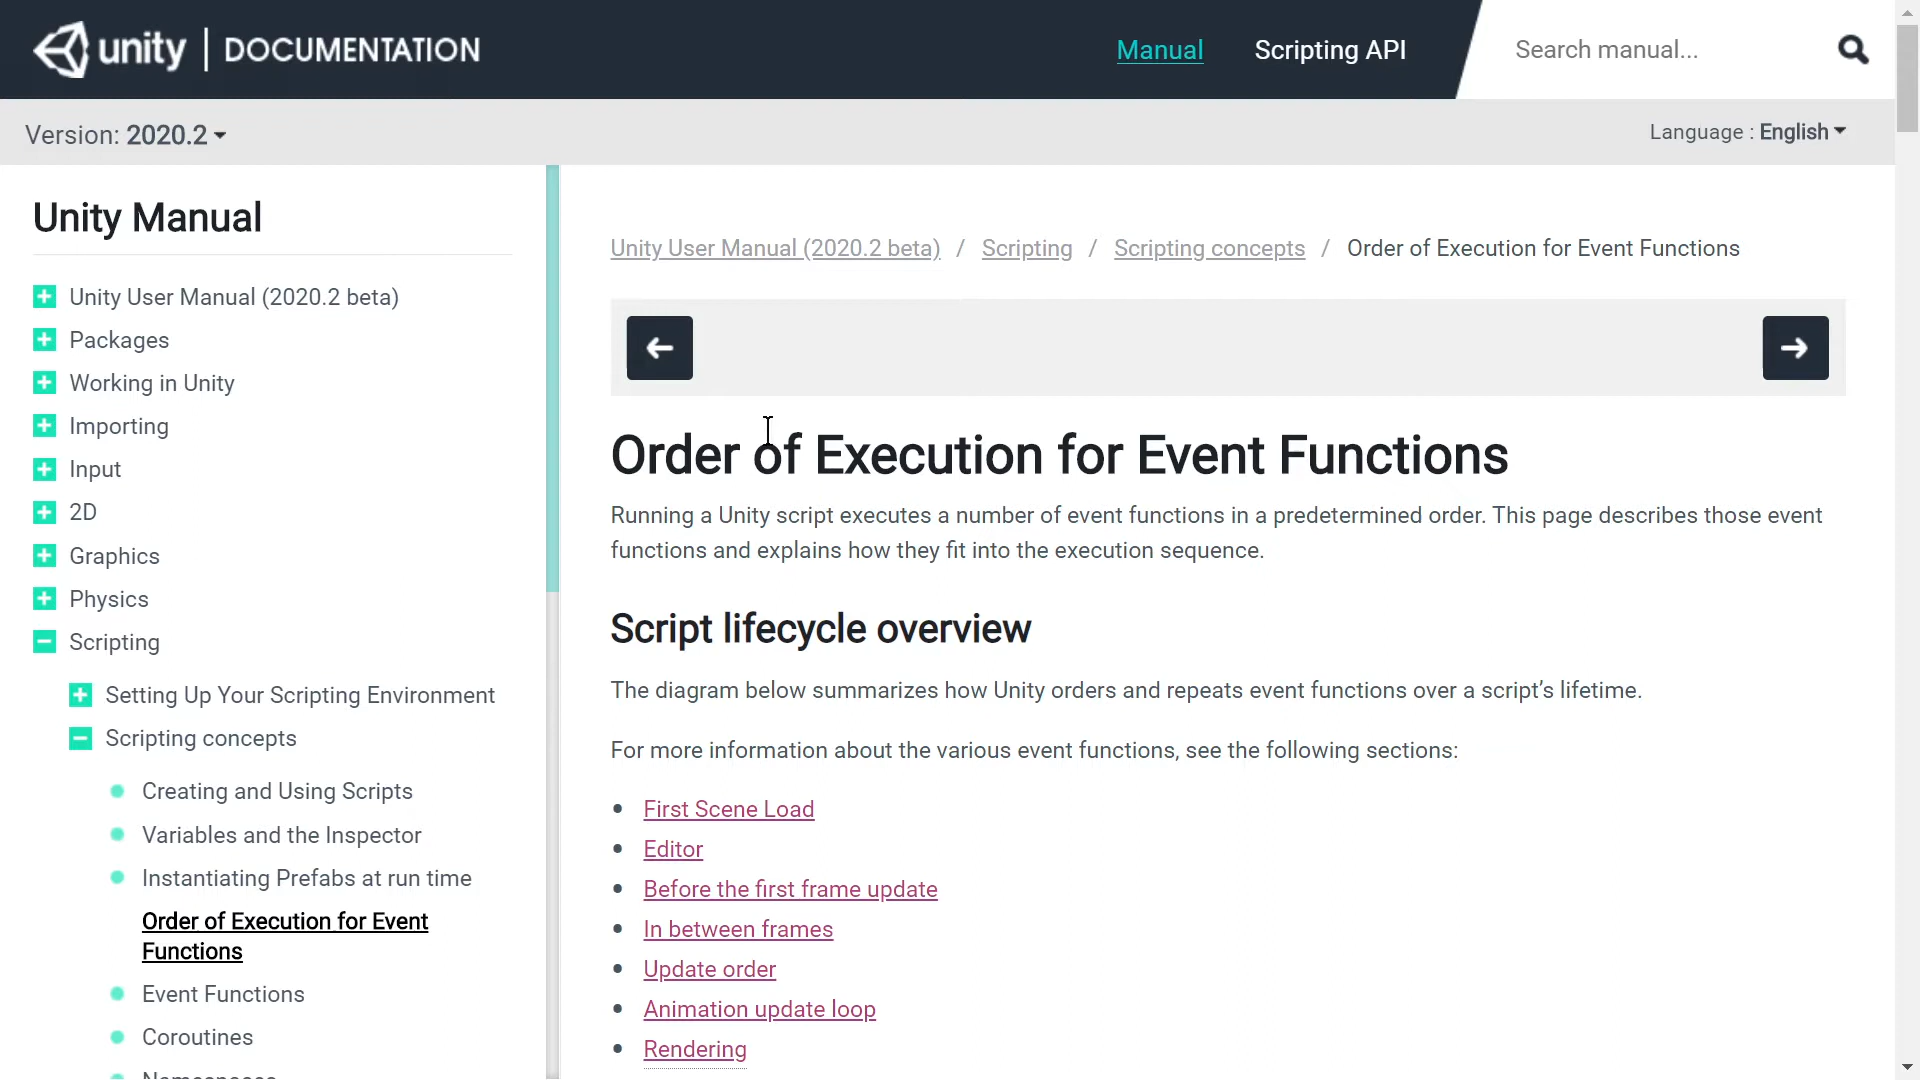 unity | DOCUMENTATION
Manual
Scripting API
Search manual...
Version: 2020.2
Language : English
Unity Manual
Unity User Manual (2020.2 beta)
Packages
Working in Unity
Importing
Input
2D
Graphics
Physics
Scripting
Setting Up Your Scripting Environment
Scripting concepts
Creating and Using Scripts
Variables and the Inspector
Instantiating Prefabs at run time
Order of Execution for Event
Functions
Event Functions
Coroutines
Unity User Manual (2020.2 beta) / Scripting / Scripting concepts / Order of Execution for Event Functions
Order of Execution for Event Functions
Running a Unity script executes a number of event functions in a predetermined order. This page describes those event
functions and explains how they fit into the execution sequence.
Script lifecycle overview
The diagram below summarizes how Unity orders and repeats event functions over a script’s lifetime.
For more information about the various event functions, see the following sections:
First Scene Load
Editor
Before the first frame update
In between frames
Update order
Animation update loop
Rendering